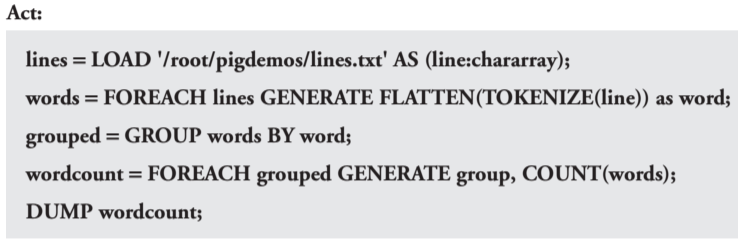 Act:
lines = LOAD '/root/pigdemos/lines.txt' AS (line:chararray);
words = FOREACH lines GENERATE FLATTEN(TOKENIZE(line)) as word;
grouped = GROUP words BY word;
wordcount = FOREACH grouped GENERATE group, COUNT(words);
DUMP wordcount;